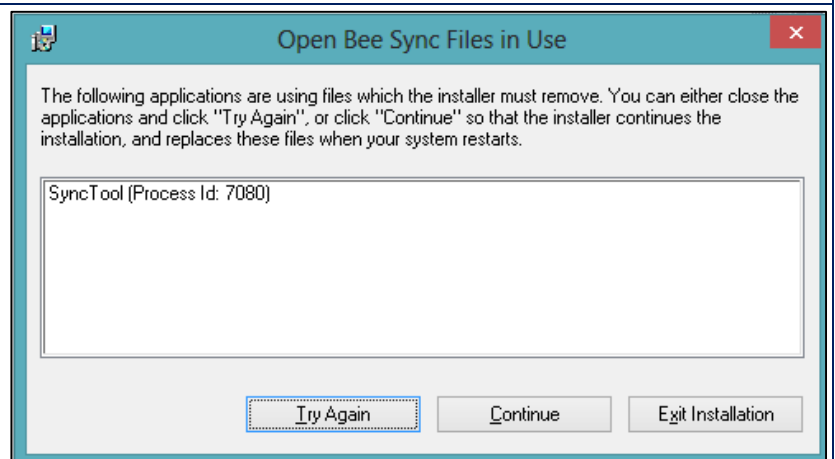 Open Bee Sync Files in Use
The following applications are using files which the installer must remove. You can either close the
applications and click "Try Again", or click "Continue" so that the installer continues the
installation, and replaces these files when your system restarts.
SyncTool (Process Id: 7080)
Try Again
Continue
Exit Installation